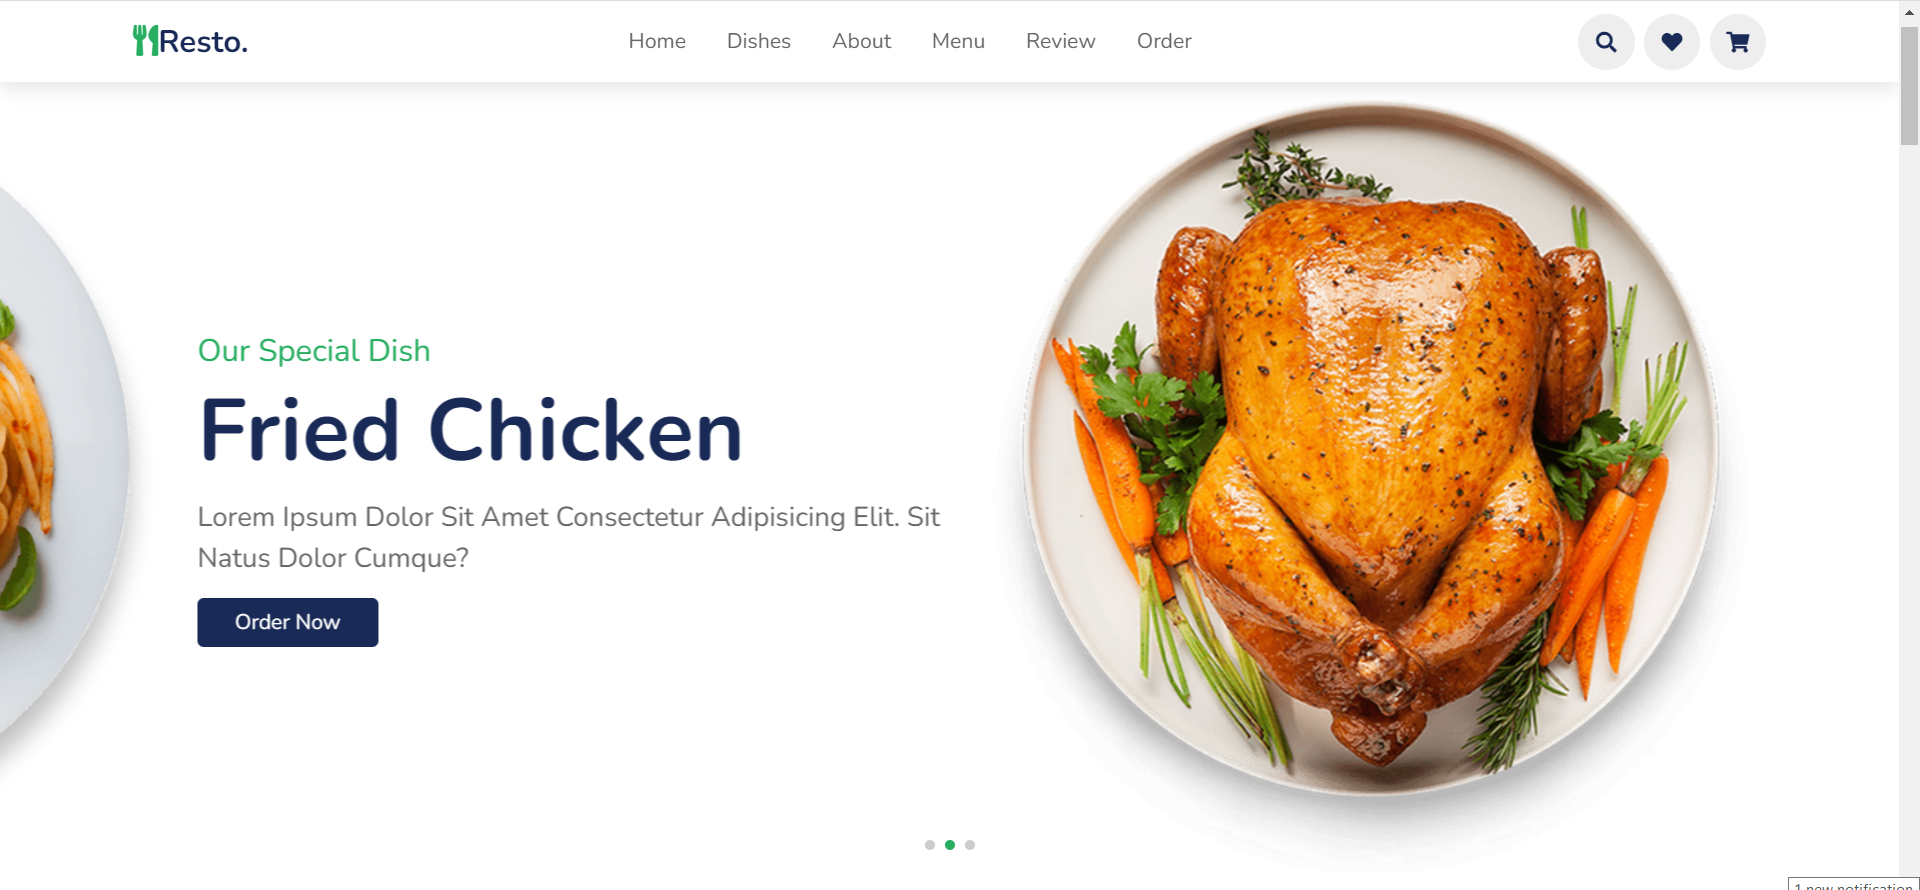 Resto.
Home Dishes About Menu Review Order
Our Special Dish
Fried Chicken
Lorem Ipsum Dolor Sit Amet Consectetur Adipisicing Elit. Sit
Natus Dolor Cumque?
Order Now
1 new notification